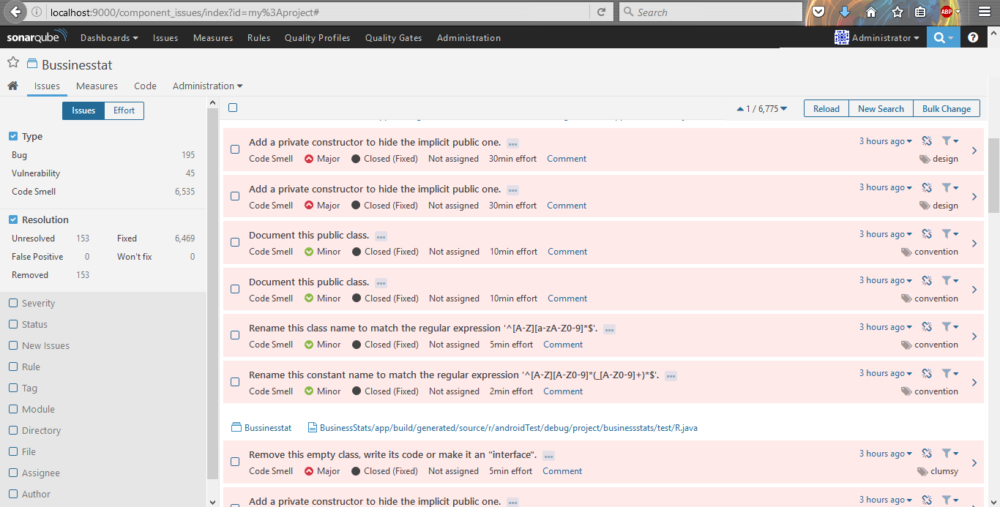 localhost:9000/component_issues/index?id=my%3Aproject#
Search
ABP
sonarqube Dashboards Issues Measures Rules Quality Profiles Quality Gates Administration Administrator ?
Bussinesstat
Issues Measures Code Administration
Issues Effort
1 / 6,775 Reload New Search Bulk Change
Type
Bug 195
Vulnerability 45
Code Smell 6,535
Resolution
Unresolved 153 Fixed 6,469
False Positive 0 Won't fix 0
Removed 153
Severity
Status
New Issues
Rule
Tag
Module
Directory
File
Assignee
Author
Add a private constructor to hide the implicit public one. ... 3 hours ago
Code Smell Major Closed (Fixed) Not assigned 30min effort Comment design
Add a private constructor to hide the implicit public one. ... 3 hours ago
Code Smell Major Closed (Fixed) Not assigned 30min effort Comment design
Document this public class. ... 3 hours ago
Code Smell Minor Closed (Fixed) Not assigned 10min effort Comment convention
Document this public class. ... 3 hours ago
Code Smell Minor Closed (Fixed) Not assigned 10min effort Comment convention
Rename this class name to match the regular expression '^[A-Z][a-zA-Z0-9]*$'. ... 3 hours ago
Code Smell Minor Closed (Fixed) Not assigned 5min effort Comment convention
Rename this constant name to match the regular expression '^[A-Z][A-Z0-9]*(_[A-Z0-9]+)*$'. ... 3 hours ago
Code Smell Minor Closed (Fixed) Not assigned 2min effort Comment convention
Bussinesstat BusinessStats/app/build/generated/source/r/androidTest/debug/project/businessstats/test/R.java
Remove this empty class, write its code or make it an "interface". ... 3 hours ago
Code Smell Major Closed (Fixed) Not assigned 5min effort Comment clumsy
Add a private constructor to hide the implicit public one. ... 3 hours ago